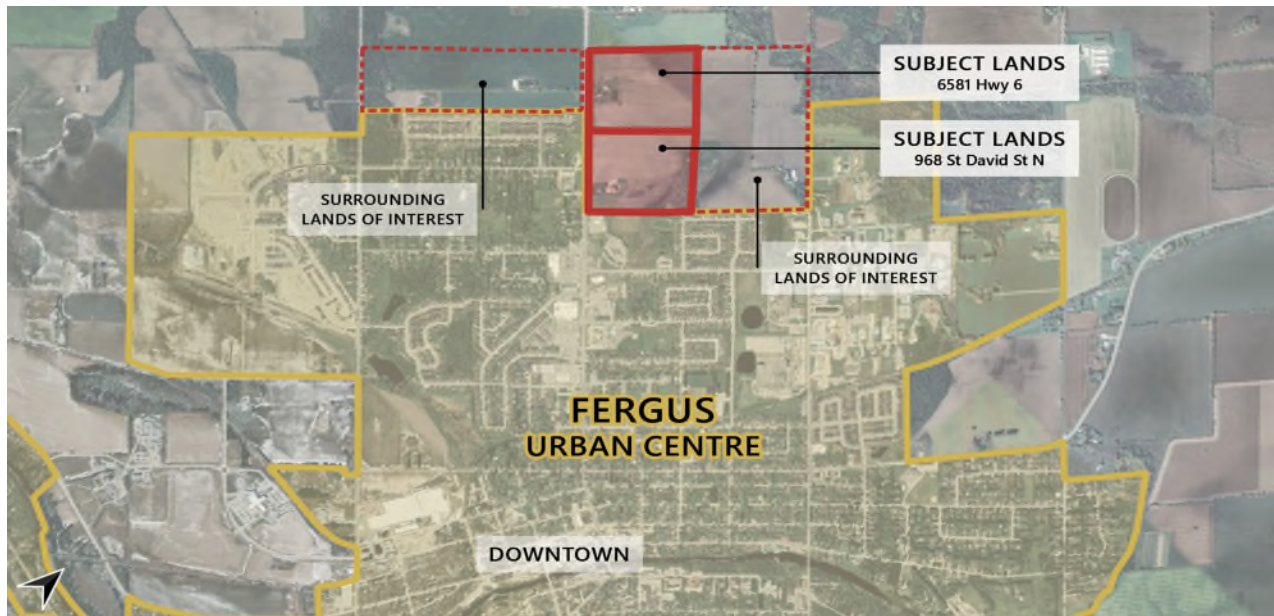 SUBJECT LANDS
6581 Hwy 6
SUBJECT LANDS
968 St David St N
SURROUNDING
LANDS OF INTEREST
SURROUNDING
LANDS OF INTEREST
FERGUS
URBAN CENTRE
DOWNTOWN